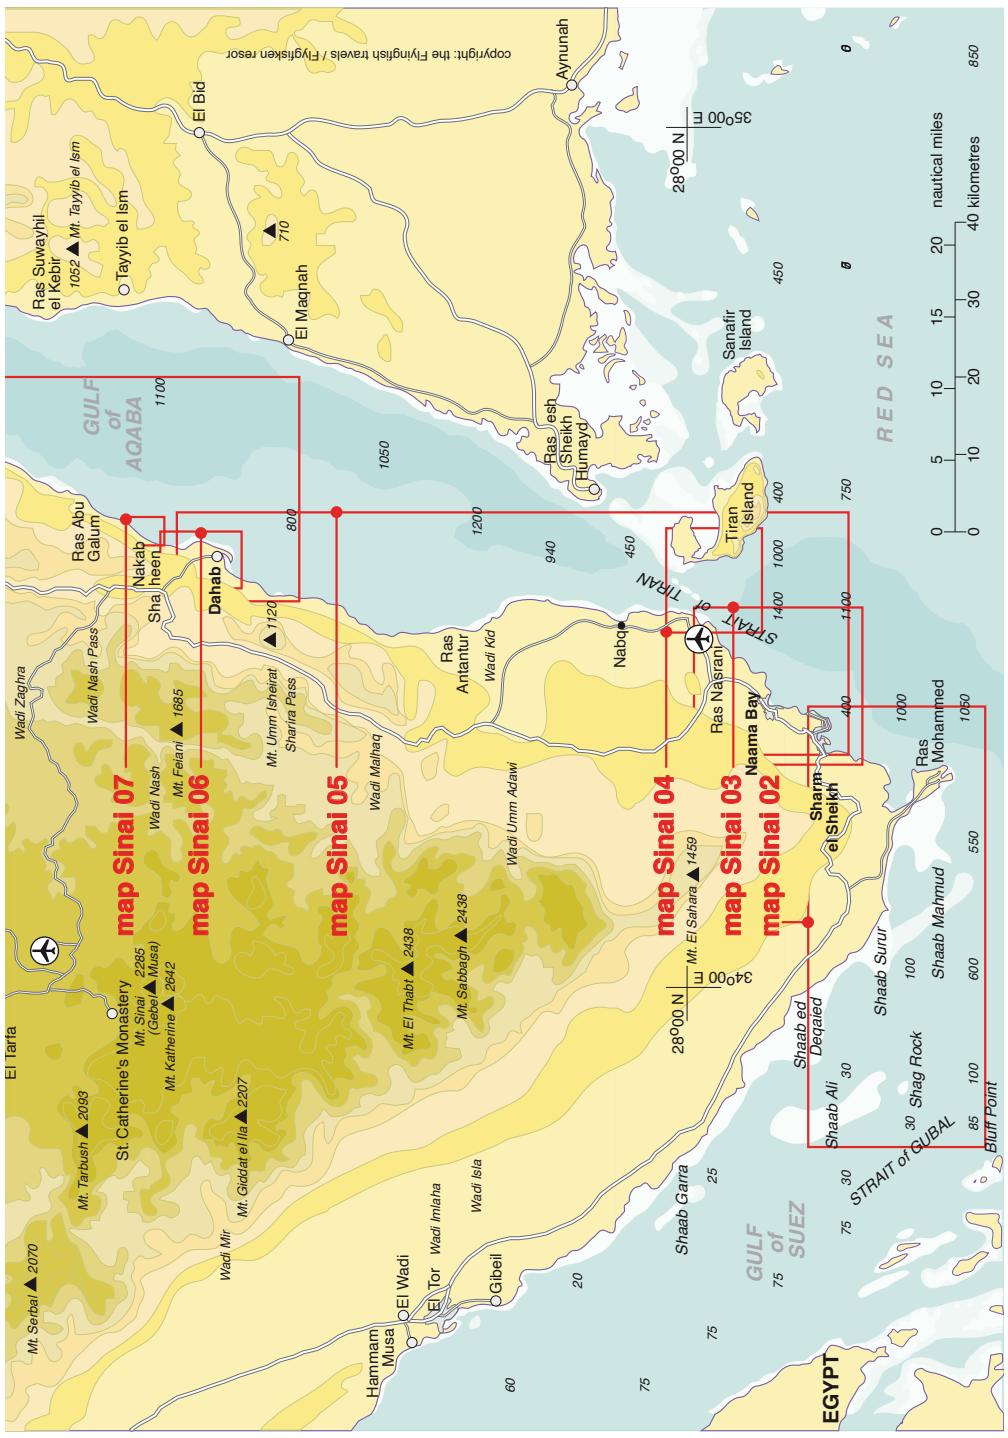 copyright: the Flyingfisken travels / Flygfisken resor
El Bid
Aynunah
Ras Suwayhil
el Kebir
1052
Mt. Tayyib el Ism
Tayyib el Ism
710
El Maqnah
28º00 N
35º00 E
850
nautical miles
kilometres
0 5 10 15 20
0 10 20 30 40
450
0
0
Sanafir
Island
RED SEA
GULF
of
AQABA
1100
1050
Ras esh
Sheikh
Humayd
Ras Abu
Galum
Nakab
Sha heen
Dahab
800
1200
940
450
Tiran
Island
400
750
1000
1400
1100
STRAIT of TIRAN
Wadi Zaghra
Wadi Nash Pass
Wadi Nash
Mt. Feiani 1685
1120
Mt. Umm Isheirat
Sharira Pass
Wadi Malhaq
Ras
Antantur
Wadi Kid
Nabq
Ras Nasrani
Naama Bay
Sharm
el Sheikh
400
1000
1050
Ras
Mohammed
Wadi Umm Adawi
map Sinai 07
map Sinai 06
map Sinai 05
map Sinai 04
map Sinai 03
map Sinai 02
Mt. El Sahara 1459
550
El Tarfa
St. Catherine's Monastery
Mt. Sinai 2285
(Gebel Musa)
Mt. Katherine 2642
Mt. El Thabt 2438
Mt. Sabbagh 2438
28º00 N
34º00 E
Shaab ed
Deqaied
Shaab Surur
100
Shaab Mahmud
600
Mt. Tarbush 2093
Mt. Giddat el Ila 2207
Shaab Ali
30
Shag Rock
30
100
85
Bluff Point
STRAIT of GUBAL
Mt. Serbal 2070
Wadi Mir
Wadi Imlaha
Wadi Isla
Shaab Garra
25
30
75
GULF
of
SUEZ
75
El Wadi
El Tor
Gibeil
Hammam
Musa
20
75
60
75
EGYPT